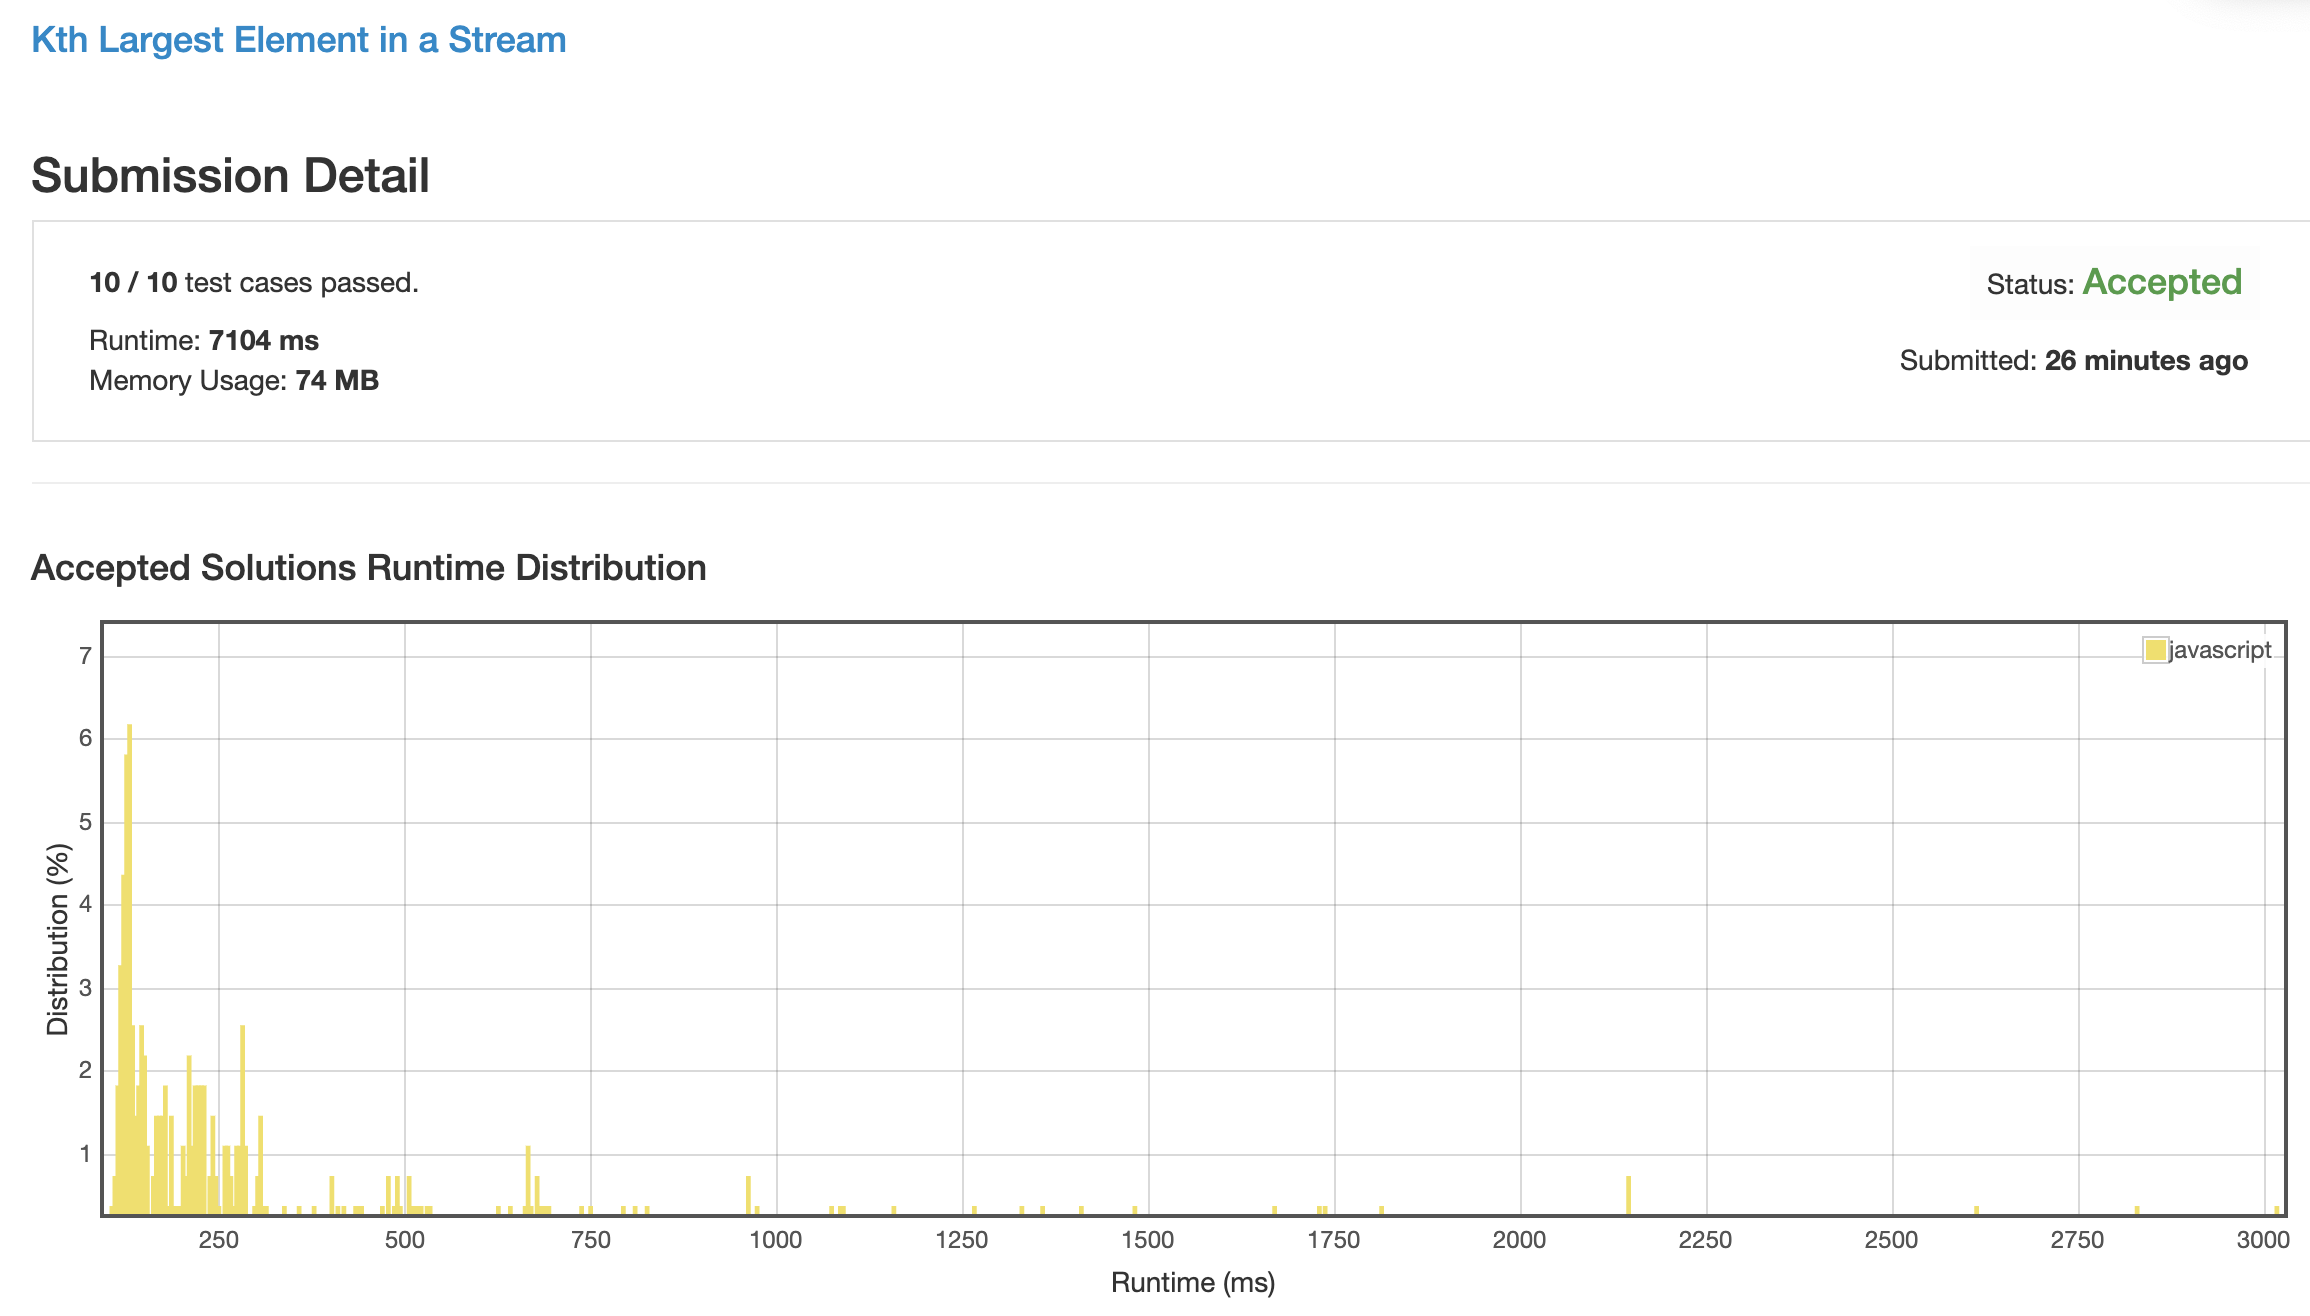 Kth Largest Element in a Stream
Submission Detail
10 / 10 test cases passed.
Status: Accepted
Runtime: 7104 ms
Submitted: 26 minutes ago
Memory Usage: 74 MB
Accepted Solutions Runtime Distribution
javascript
7
6
5
4
3
2
1
Distribution (%)
250 500 750 1000 1250 1500 1750 2000 2250 2500 2750 3000
Runtime (ms)